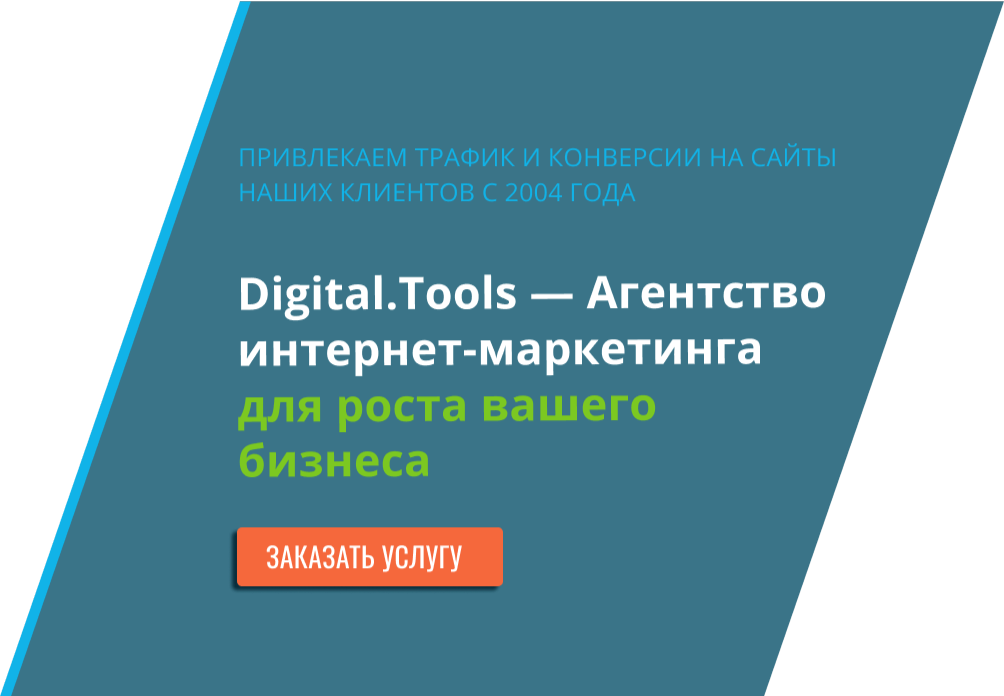 ПРИВЛЕКАЕМ ТРАФИК И КОНВЕРСИИ НА САЙТЫ
НАШИХ КЛИЕНТОВ С 2004 ГОДА
Digital.Tools — Агентство
интернет-маркетинга
для роста вашего
бизнеса
ЗАКАЗАТЬ УСЛУГУ